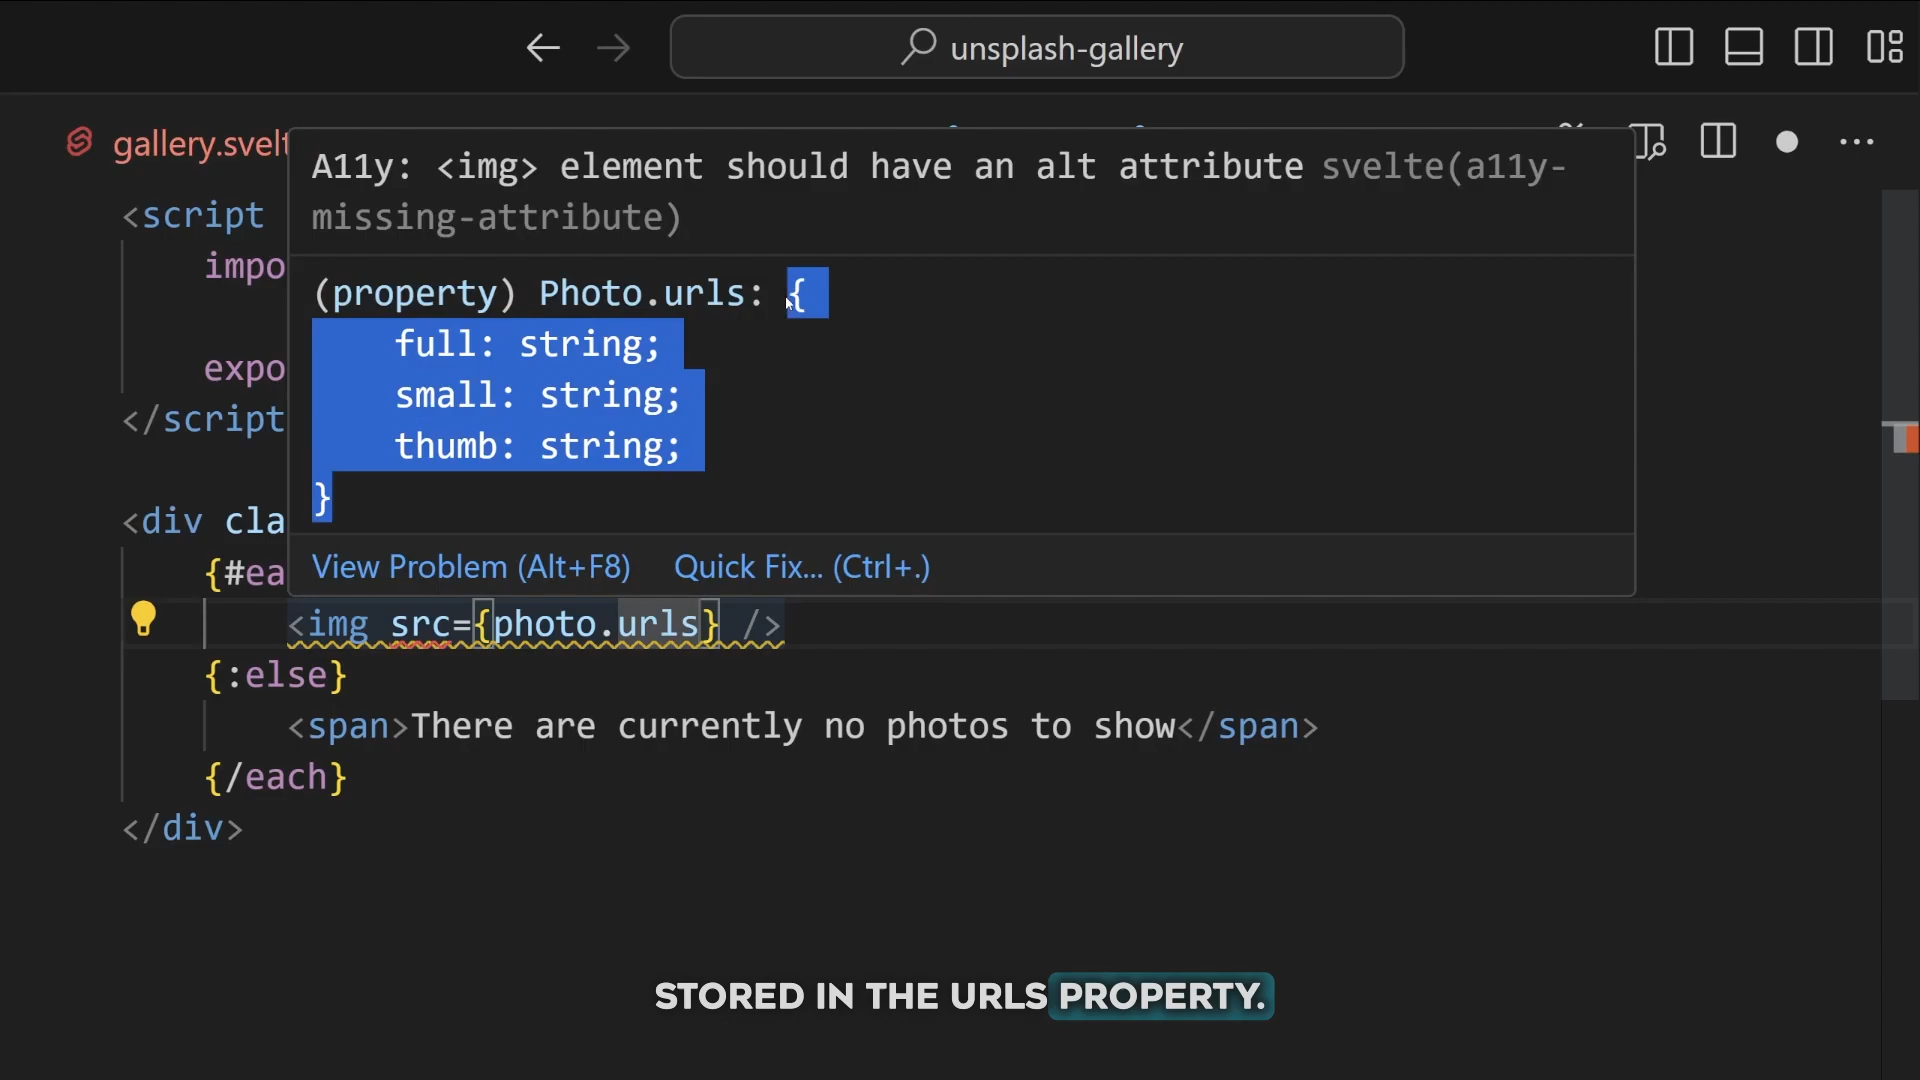 unsplash-gallery
gallery.svelt
A11y: <img> element should have an alt attribute svelte(a11y-
missing-attribute)
<script
impo
(property) Photo.urls: {
full: string;
expo
small: string;
</script
thumb: string;
}
<div cla
{#ea
View Problem (Alt+F8) Quick Fix... (Ctrl+.)
<img src={photo.urls} />
{:else}
<span>There are currently no photos to show</span>
{/each}
</div>
STORED IN THE URLS PROPERTY.